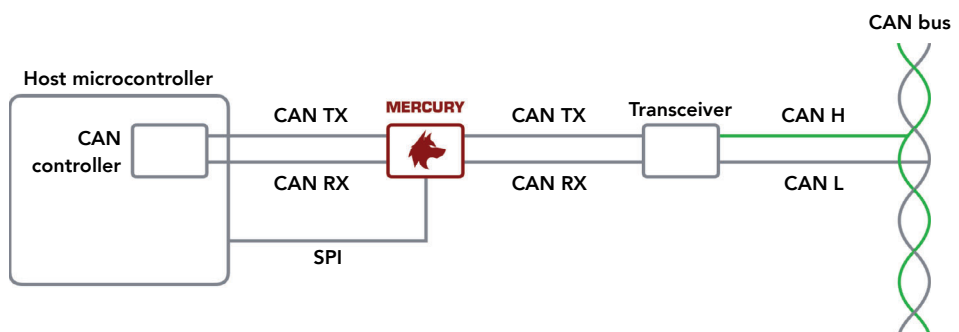 CAN bus
Host microcontroller
CAN
controller
CAN TX
CAN RX
MERCURY
CAN TX
CAN RX
Transceiver
CAN H
CAN L
SPI